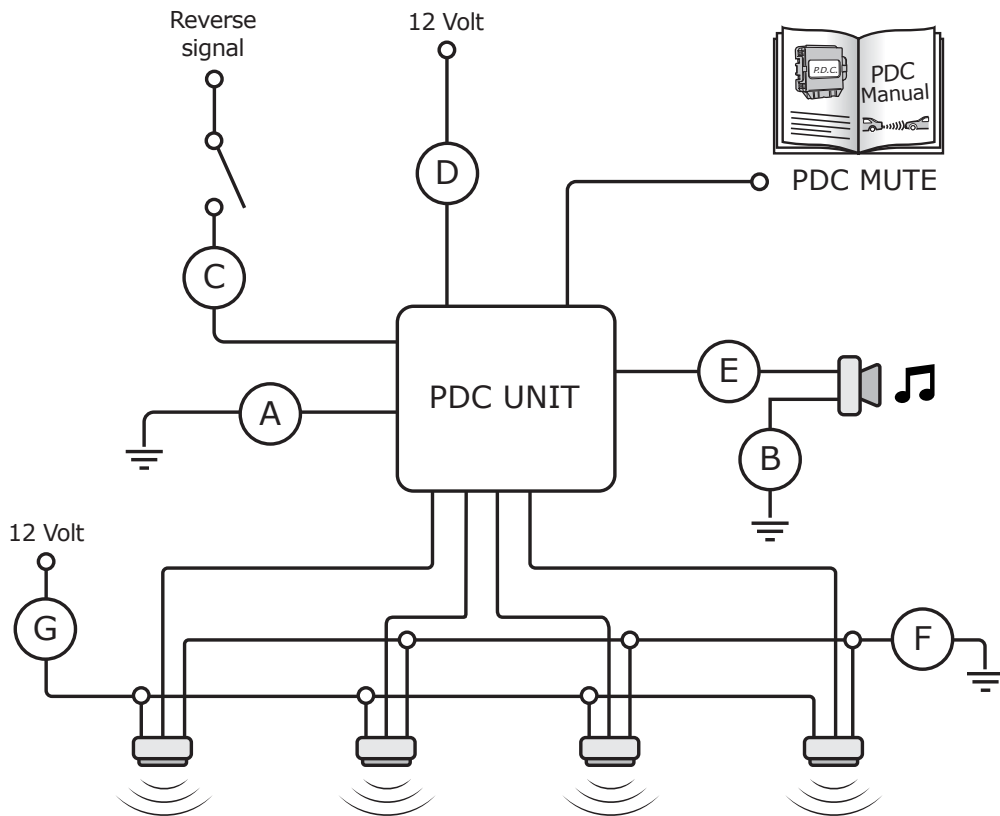 Reverse
signal
12 Volt
P.D.C.
PDC
Manual
PDC MUTE
D
C
PDC UNIT
E
A
B
12 Volt
G
F